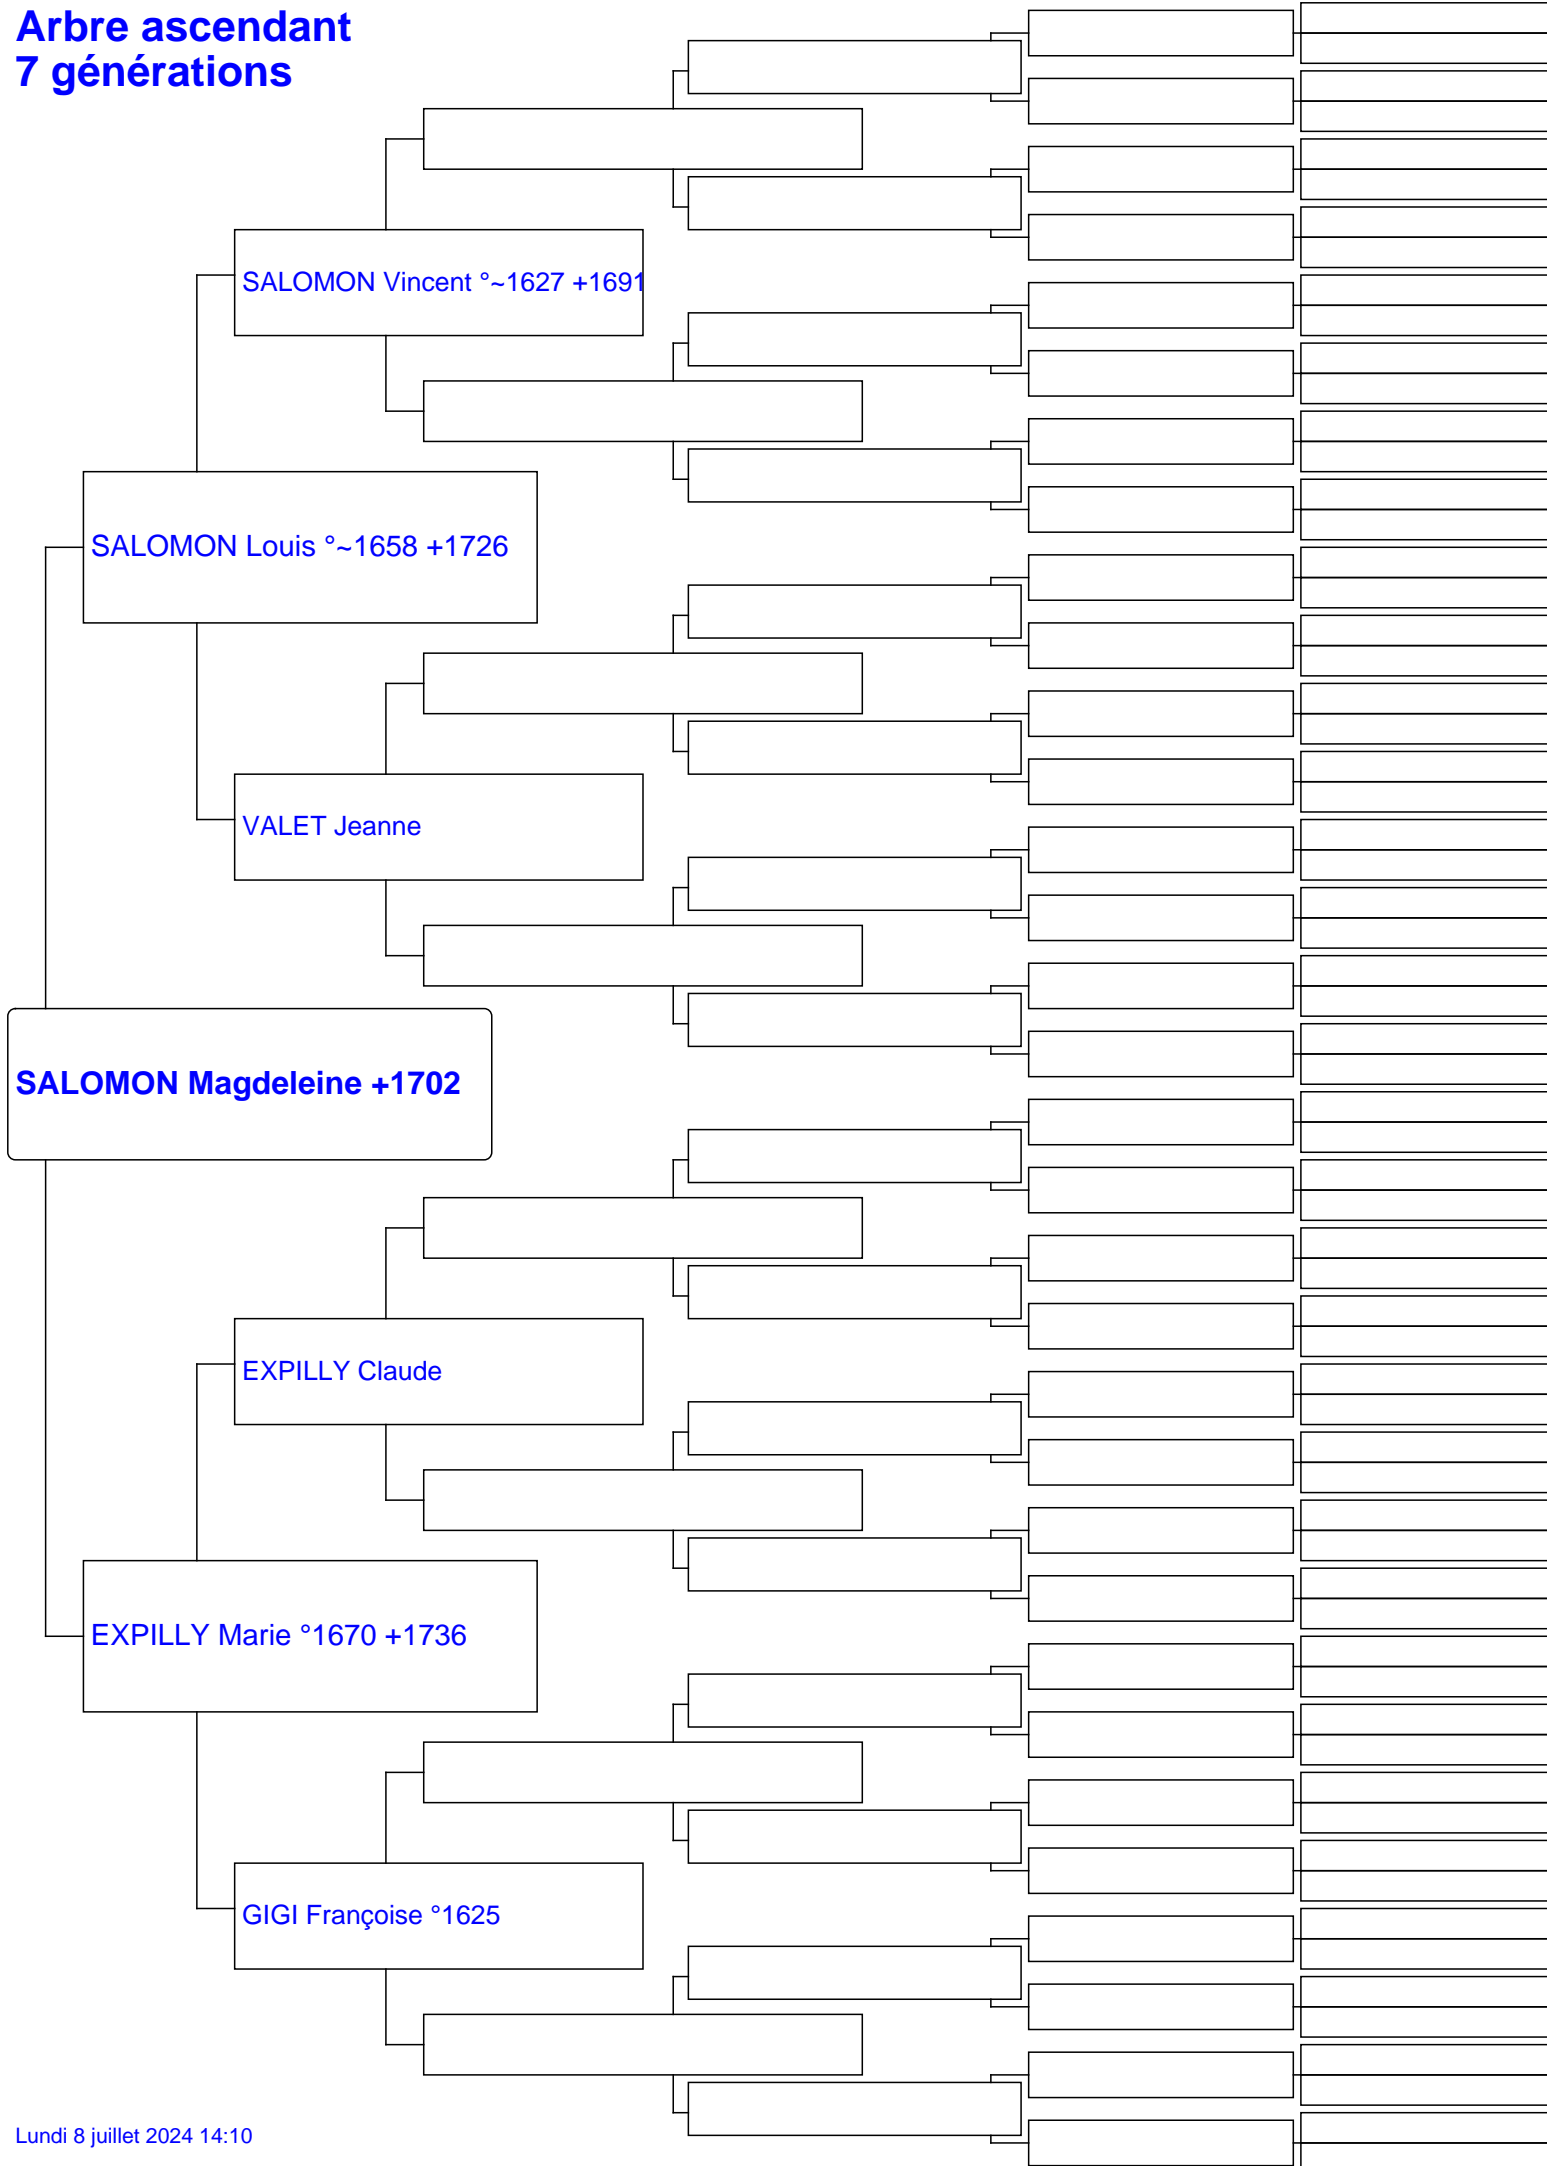 Arbre ascendant
7 générations
SALOMON Vincent °~1627 +1691
SALOMON Louis °~1658 +1726
VALET Jeanne
SALOMON Magdeleine +1702
EXPILLY Claude
EXPILLY Marie °1670 +1736
GIGI Françoise °1625
Lundi 8 juillet 2024 14:10